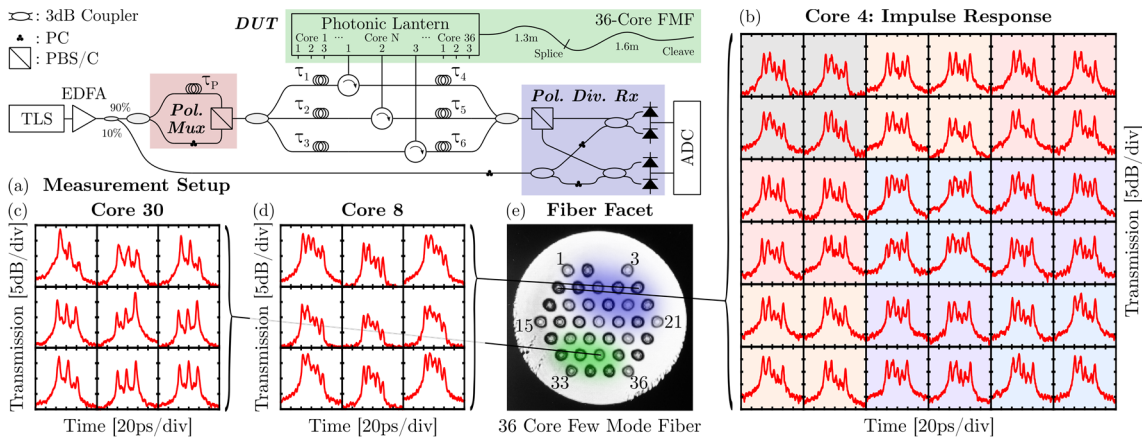 : 3dB Coupler
: PC
: PBS/C
DUT
Photonic Lantern
Core 1 ... Core N ... Core 36
1 2 3 1 2 3 1 2 3
36-Core FMF
1.3m
Splice
1.6m
Cleave
TLS
EDFA
90%
10%
τP
Pol.
Mux
τ1
τ2
τ3
τ4
τ5
τ6
Pol. Div. Rx
ADC
(a) Measurement Setup
(b) Core 4: Impulse Response
Transmission [5dB/div]
Time [20ps/div]
(c) Core 30
Transmission [5dB/div]
Time [20ps/div]
(d) Core 8
Transmission [5dB/div]
Time [20ps/div]
(e) Fiber Facet
1
3
15
21
33
36
36 Core Few Mode Fiber